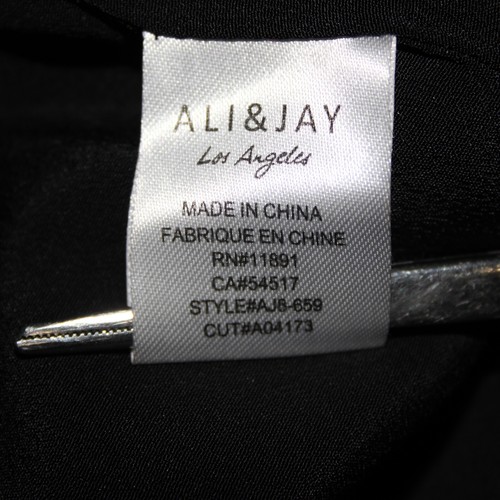 ALI&JAY
Los Angeles
MADE IN CHINA
FABRIQUE EN CHINE
RN#11891
CA#54517
STYLE#AJ8-659
CUT#A04173